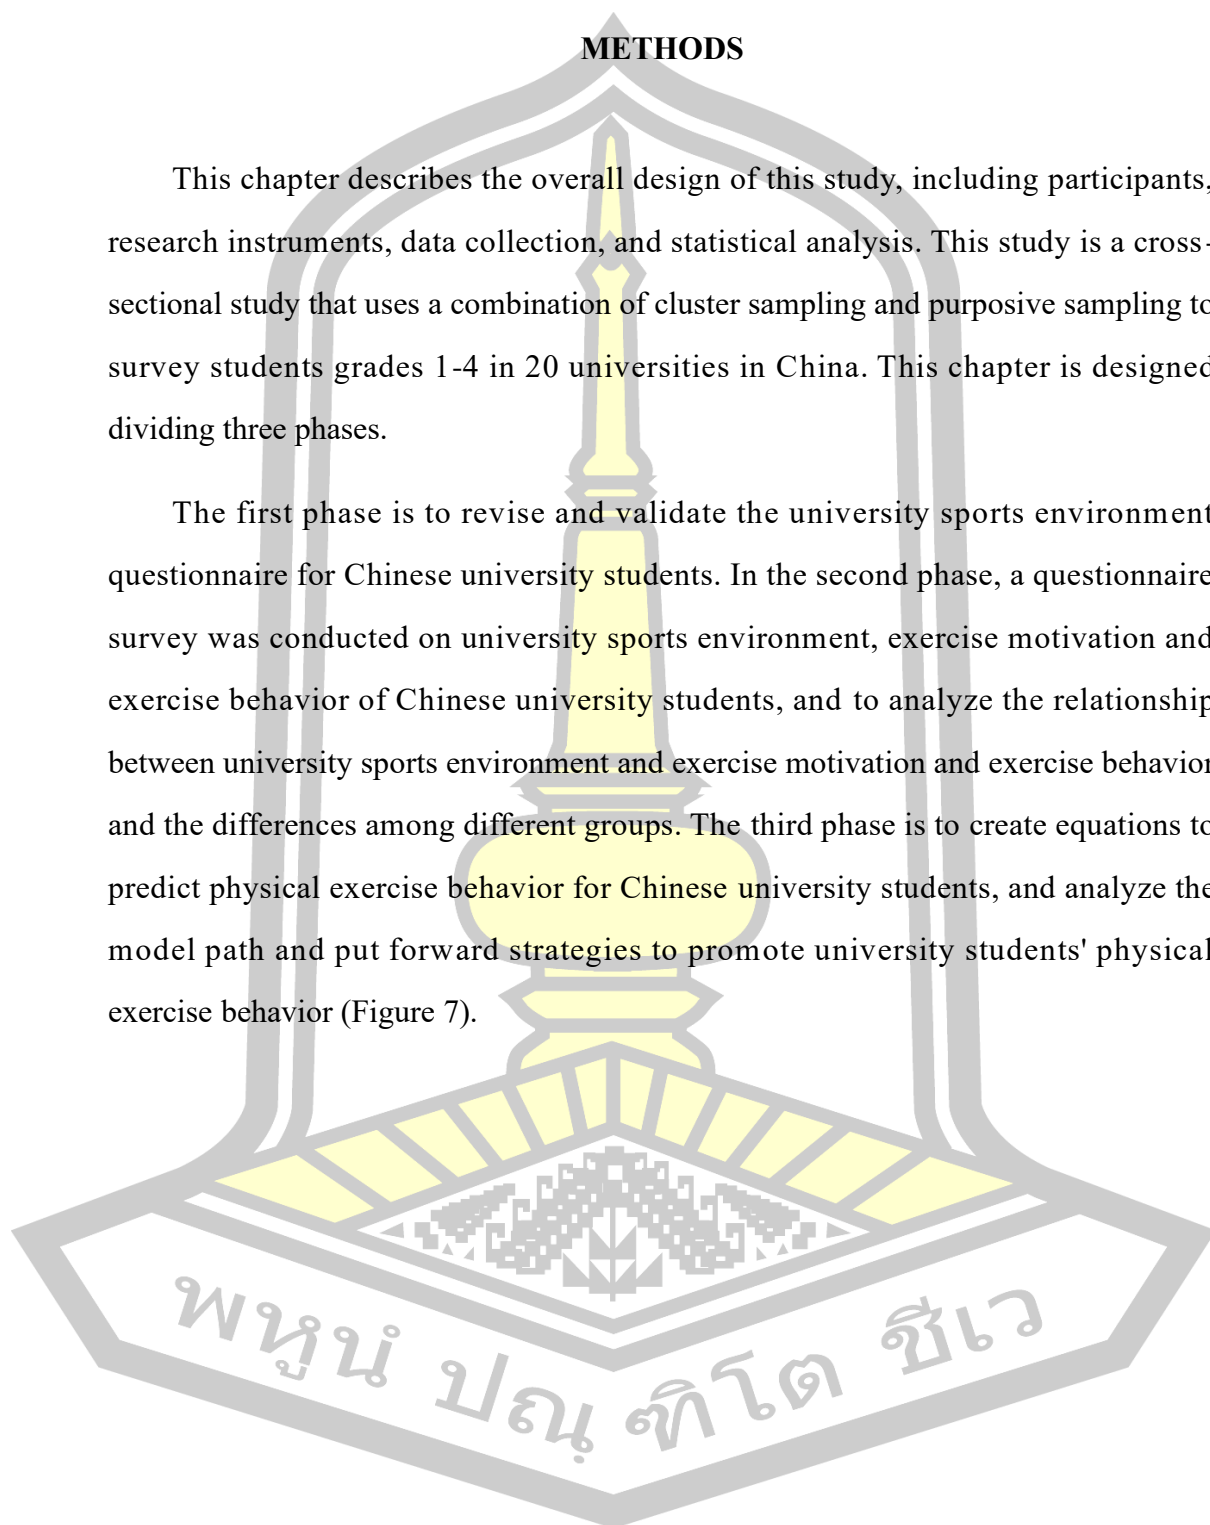 METHODS
This chapter describes the overall design of this study, including participants,
research instruments, data collection, and statistical analysis. This study is a cross-
sectional study that uses a combination of cluster sampling and purposive sampling to
survey students grades 1-4 in 20 universities in China. This chapter is designed
dividing three phases.
The first phase is to revise and validate the university sports environment
questionnaire for Chinese university students. In the second phase, a questionnaire
survey was conducted on university sports environment, exercise motivation and
exercise behavior of Chinese university students, and to analyze the relationship
between university sports environment and exercise motivation and exercise behavior
and the differences among different groups. The third phase is to create equations to
predict physical exercise behavior for Chinese university students, and analyze the
model path and put forward strategies to promote university students' physical
exercise behavior (Figure 7).
พหูนํ ปณฺ ฑิโต ชีเว